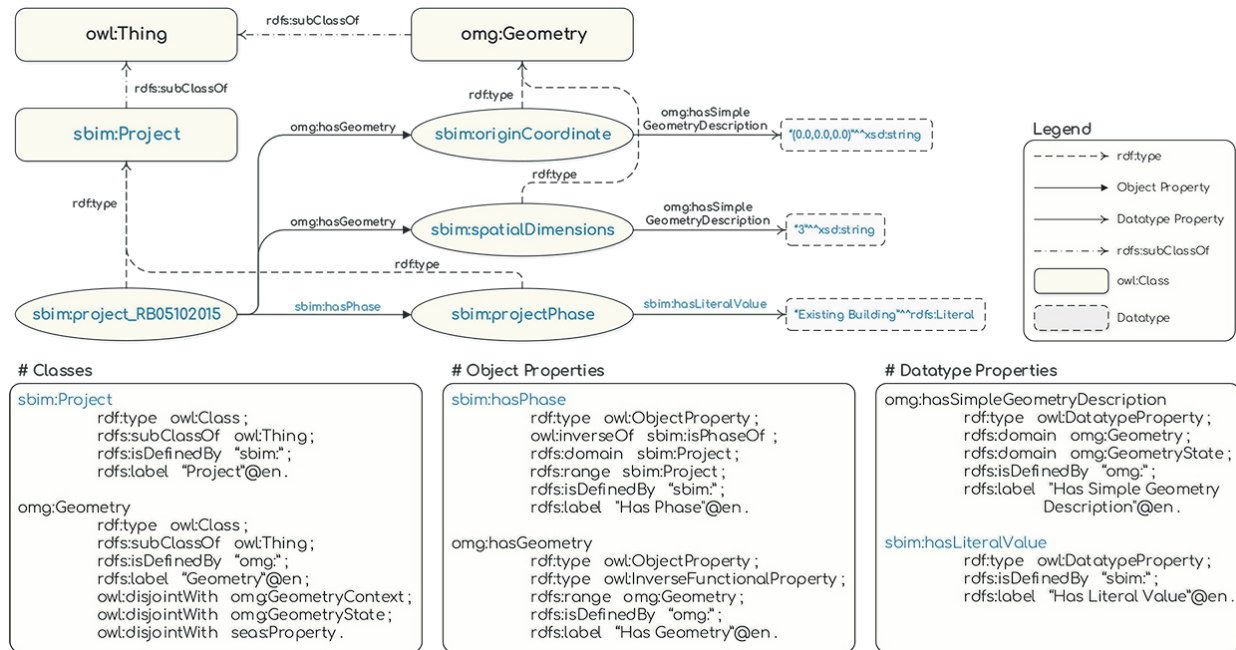 owl:Thing
rdfs:subClassOf
omg:Geometry
rdfs:subClassOf
rdf:type
sbim:Project
omg:hasGeometry
sbim:originCoordinate
omg:hasSimple
GeometryDescription
"(0.0,0.0,0.0)"^^xsd:string
rdf:type
rdf:type
omg:hasGeometry
sbim:spatialDimensions
omg:hasSimple
GeometryDescription
"3"^^xsd:string
rdf:type
sbim:project_RB05102015
sbim:hasPhase
sbim:projectPhase
sbim:hasLiteralValue
"Existing Building"^^rdfs:Literal
Legend
rdf:type
Object Property
Datatype Property
rdfs:subClassOf
owl:Class
Datatype
# Classes
sbim:Project
rdf:type owl:Class ;
rdfs:subClassOf owl:Thing ;
rdfs:isDefinedBy “sbim:” ;
rdfs:label “Project”@en .
omg:Geometry
rdf:type owl:Class ;
rdfs:subClassOf owl:Thing ;
rdfs:isDefinedBy “omg:” ;
rdfs:label “Geometry”@en ;
owl:disjointWith omg:GeometryContext ;
owl:disjointWith omg:GeometryState ;
owl:disjointWith seas:Property .
# Object Properties
sbim:hasPhase
rdf:type owl:ObjectProperty ;
owl:inverseOf sbim:isPhaseOf ;
rdfs:domain sbim:Project ;
rdfs:range sbim:Project ;
rdfs:isDefinedBy “sbim:” ;
rdfs:label "Has Phase"@en .
omg:hasGeometry
rdf:type owl:ObjectProperty ;
rdf:type owl:InverseFunctionalProperty ;
rdfs:range omg:Geometry ;
rdfs:isDefinedBy “omg:” ;
rdfs:label "Has Geometry"@en .
# Datatype Properties
omg:hasSimpleGeometryDescription
rdf:type owl:DatatypeProperty ;
rdfs:domain omg:Geometry ;
rdfs:domain omg:GeometryState ;
rdfs:isDefinedBy “omg:” ;
rdfs:label "Has Simple Geometry
Description"@en .
sbim:hasLiteralValue
rdf:type owl:DatatypeProperty ;
rdfs:isDefinedBy “sbim:” ;
rdfs:label "Has Literal Value"@en .